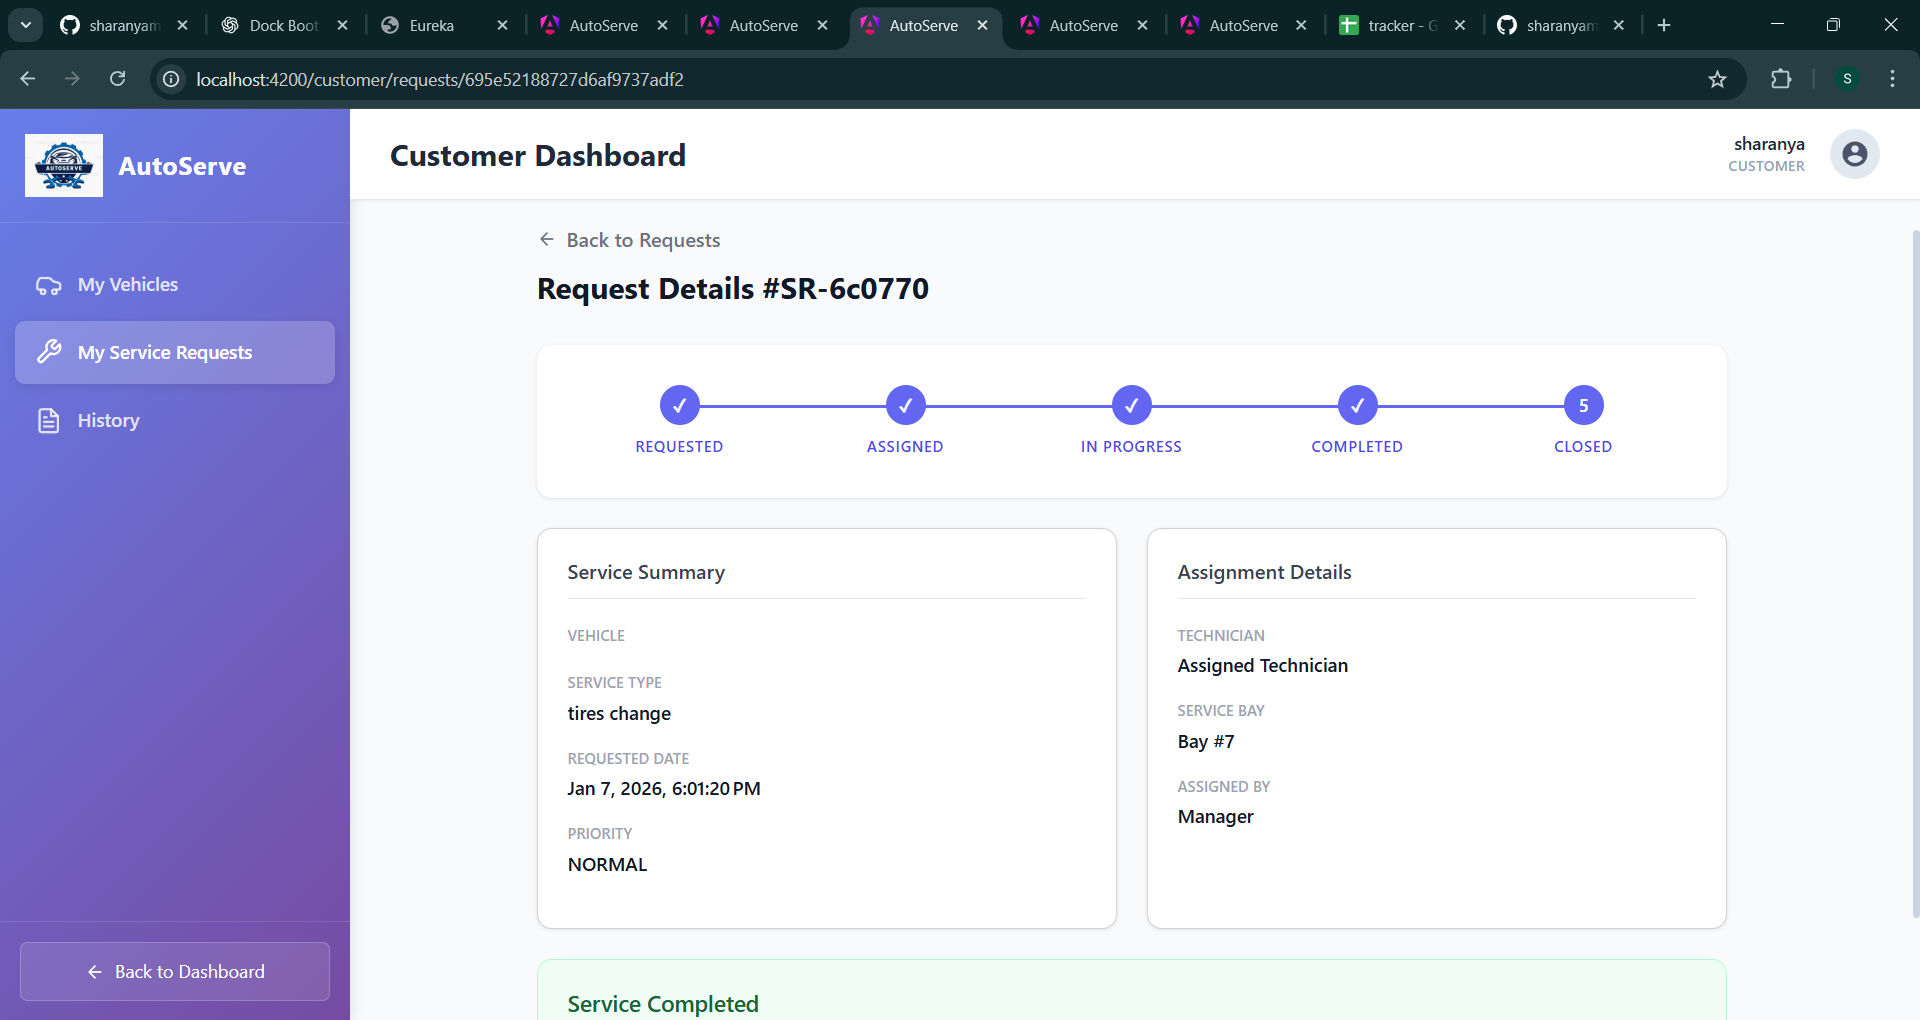 sharanyam
Dock Boot
Eureka
AutoServe
AutoServe
AutoServe
AutoServe
AutoServe
tracker - G
sharanyam
localhost:4200/customer/requests/695e52188727d6af9737adf2
S
AUTOSERVE
AutoServe
Customer Dashboard
sharanya
CUSTOMER
My Vehicles
My Service Requests
History
Back to Dashboard
Back to Requests
Request Details #SR-6c0770
5
REQUESTED
ASSIGNED
IN PROGRESS
COMPLETED
CLOSED
Service Summary
VEHICLE
SERVICE TYPE
tires change
REQUESTED DATE
Jan 7, 2026, 6:01:20 PM
PRIORITY
NORMAL
Assignment Details
TECHNICIAN
Assigned Technician
SERVICE BAY
Bay #7
ASSIGNED BY
Manager
Service Completed